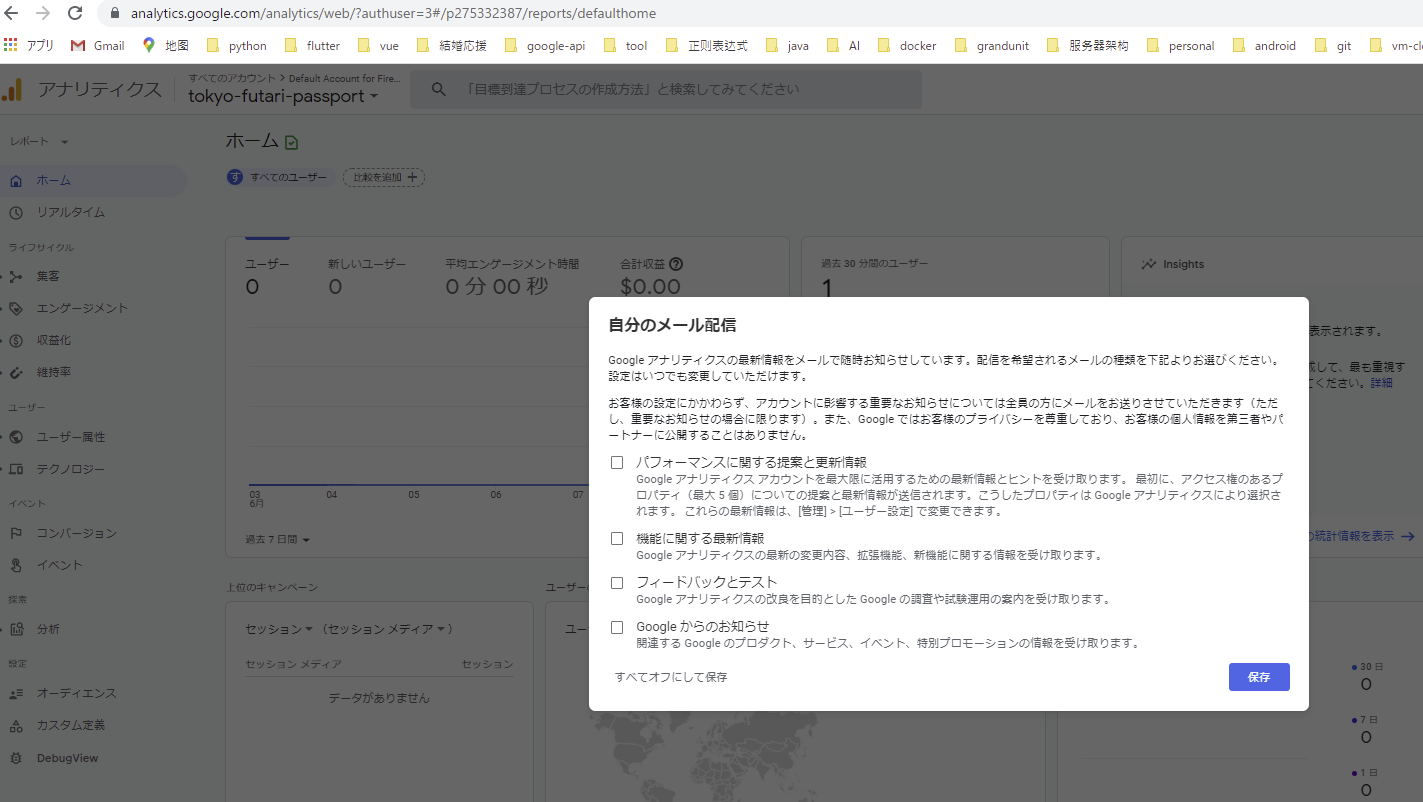 analytics.google.com/analytics/web/?authuser=3#/p275332387/reports/defaulthome
アプリ Gmail 地図 python flutter vue 結婚応援 google-api tool 正则表达式 java AI docker grandunit 服务器架构 personal android git vm-cl
アナリティクス
すべてのアカウント > Default Account for Fire...
tokyo-futari-passport
「目標到達プロセスの作成方法」と検索してみてください
レポート
ホーム
リアルタイム
ライフサイクル
集客
エンゲージメント
収益化
維持率
ユーザー
ユーザー属性
テクノロジー
イベント
コンバージョン
イベント
探索
分析
設定
オーディエンス
カスタム定義
DebugView
ホーム
す すべてのユーザー 比較を追加 +
ユーザー 新しいユーザー 平均エンゲージメント時間 合計収益
0 0 0 分 00 秒 $0.00
過去 30 分間のユーザー
1
Insights
表示されます。
成して、最も重視す
てください。詳細
の統計情報を表示
03 04 05 06 07
6月
過去 7 日間
自分のメール配信
Google アナリティクスの最新情報をメールで随時お知らせしています。配信を希望されるメールの種類を下記よりお選びください。
設定はいつでも変更していただけます。
お客様の設定にかかわらず、アカウントに影響する重要なお知らせについては全員の方にメールをお送りさせていただきます（ただ
し、重要なお知らせの場合に限ります）。また、Google ではお客様のプライバシーを尊重しており、お客様の個人情報を第三者やパ
ートナーに公開することはありません。
パフォーマンスに関する提案と更新情報
Google アナリティクス アカウントを最大限に活用するための最新情報とヒントを受け取ります。 最初に、アクセス権のあるプ
ロパティ（最大 5 個）についての提案と最新情報が送信されます。こうしたプロパティは Google アナリティクスにより選択さ
れます。 これらの最新情報は、[管理] > [ユーザー設定] で変更できます。
機能に関する最新情報
Google アナリティクスの最新の変更内容、拡張機能、新機能に関する情報を受け取ります。
フィードバックとテスト
Google アナリティクスの改良を目的とした Google の調査や試験運用の案内を受け取ります。
Google からのお知らせ
関連する Google のプロダクト、サービス、イベント、特別プロモーションの情報を受け取ります。
すべてオフにして保存 保存
上位のキャンペーン
セッション （セッション メディア ）
セッション メディア セッション
データがありません
ユーザーの
ユー
30 日
0
7 日
0
1 日
0